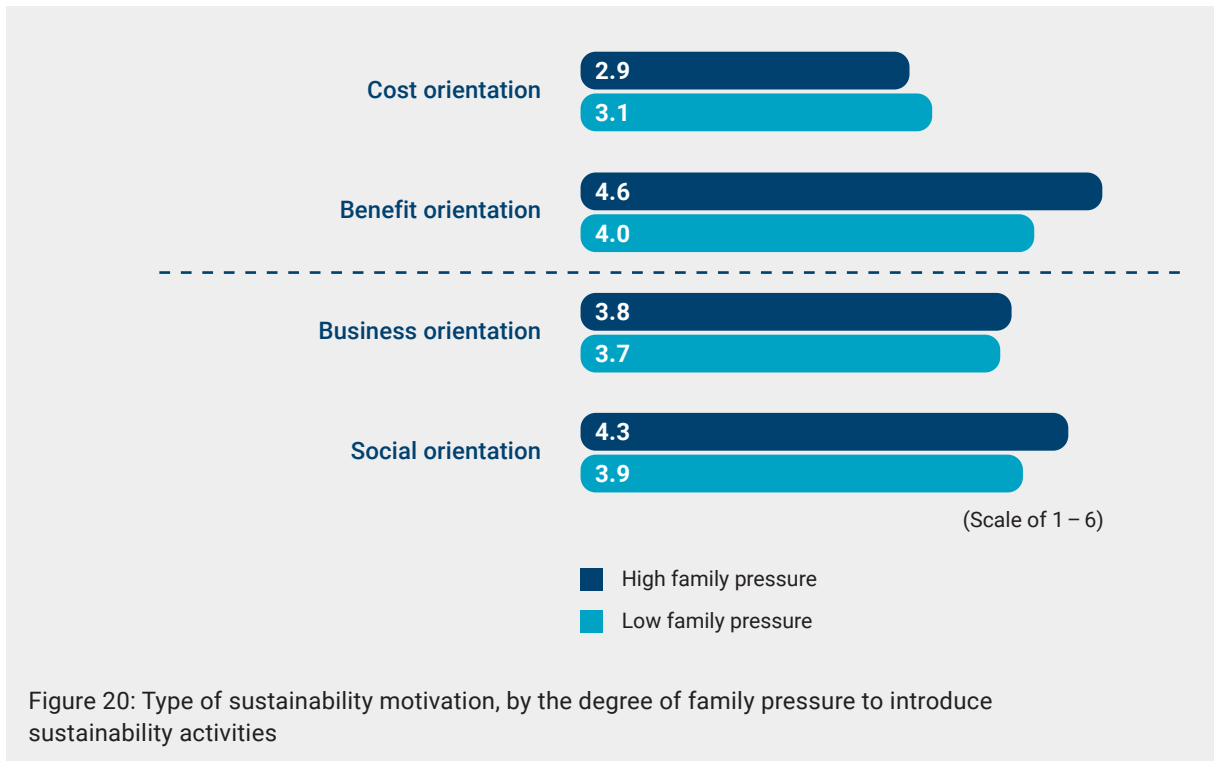 Cost orientation
2.9
3.1
Benefit orientation
4.6
4.0
Business orientation
3.8
3.7
Social orientation
4.3
3.9
(Scale of 1 – 6)
High family pressure
Low family pressure
Figure 20: Type of sustainability motivation, by the degree of family pressure to introduce
sustainability activities